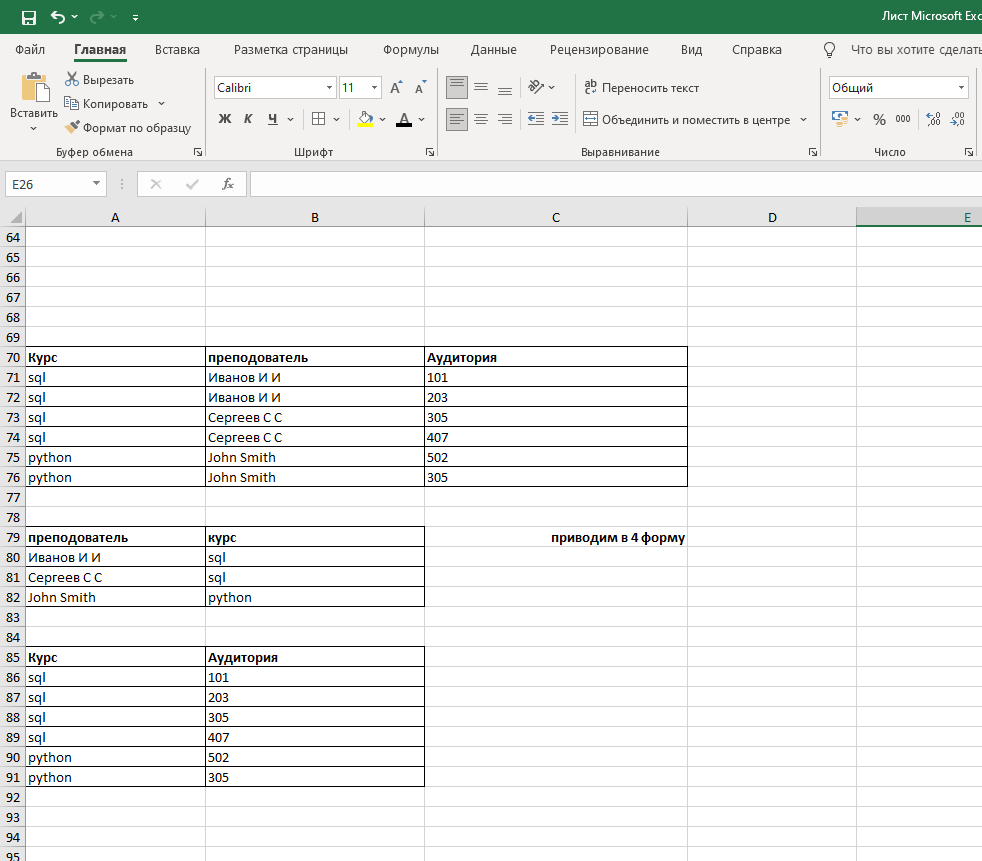 Лист Microsoft Exc
Файл Главная Вставка Разметка страницы Формулы Данные Рецензирование Вид Справка Что вы хотите сделать
Вставить
Вырезать
Копировать
Формат по образцу
Буфер обмена
Calibri 11
Ж К Ч
Шрифт
Переносить текст
Объединить и поместить в центре
Выравнивание
Общий
% 000
Число
E26 fx
A B C D E
64
65
66
67
68
69
70 Курс преподователь Аудитория
71 sql Иванов И И 101
72 sql Иванов И И 203
73 sql Сергеев С С 305
74 sql Сергеев С С 407
75 python John Smith 502
76 python John Smith 305
77
78
79 преподователь курс приводим в 4 форму
80 Иванов И И sql
81 Сергеев С С sql
82 John Smith python
83
84
85 Курс Аудитория
86 sql 101
87 sql 203
88 sql 305
89 sql 407
90 python 502
91 python 305
92
93
94
95